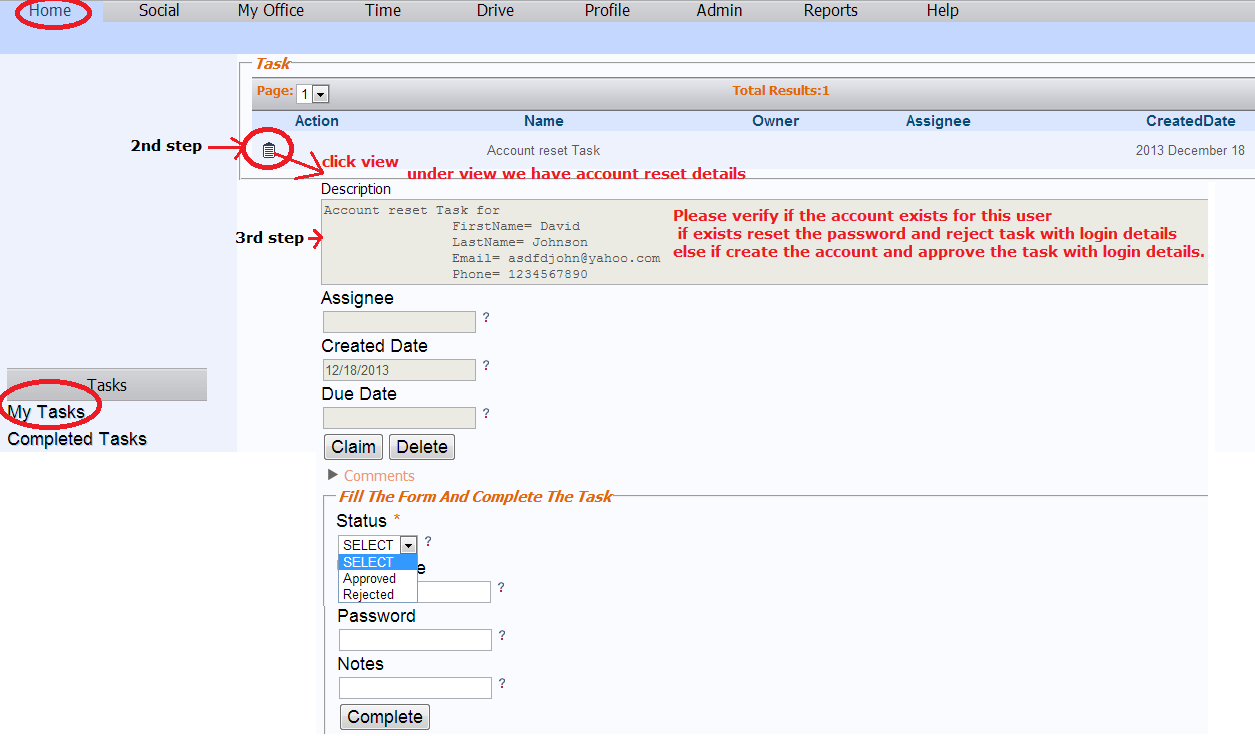 Home Social My Office Time Drive Profile Admin Reports Help
Task
Page: 1 Total Results:1
Action Name Owner Assignee CreatedDate
2nd step Account reset Task 2013 December 18
click view
under view we have account reset details
Description
Account reset Task for
FirstName= David
LastName= Johnson
Email= asdfdjohn@yahoo.com
Phone= 1234567890
3rd step
Please verify if the account exists for this user
if exists reset the password and reject task with login details
else if create the account and approve the task with login details.
Assignee
?
Created Date
12/18/2013 ?
Due Date
?
Claim Delete
Comments
Tasks
My Tasks
Completed Tasks
Fill The Form And Complete The Task
Status *
SELECT ?
SELECT
Approved
Rejected
e
?
Password
?
Notes
?
Complete